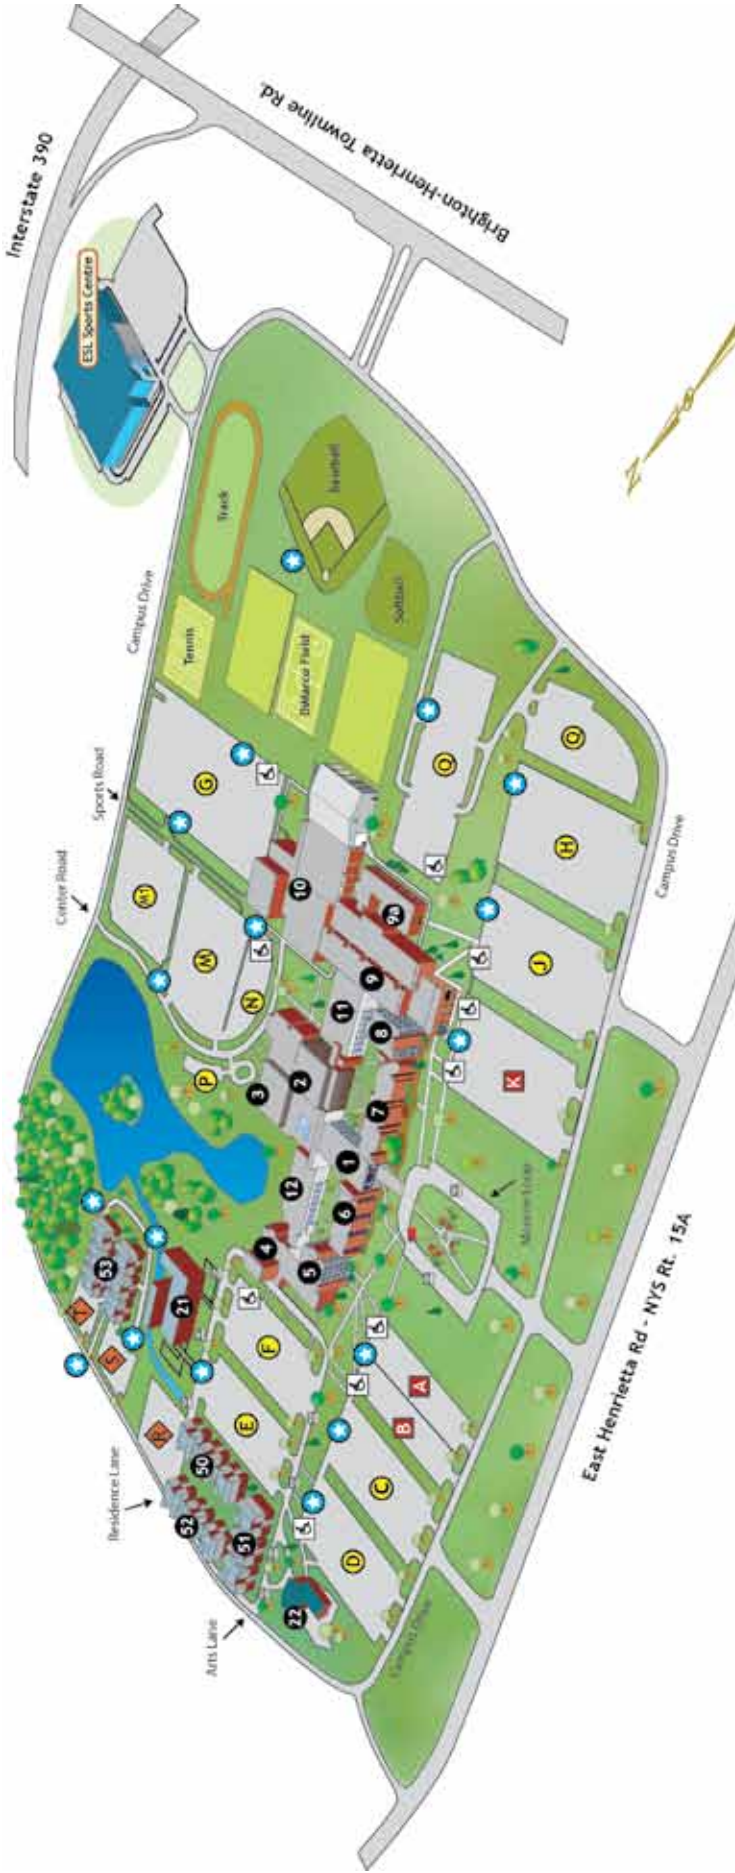 Interstate 390
Brighton-Henrietta Townline Rd.
ESL Sports Centre
Campus Drive
Track
baseball
Softball
Tennis
DiMarco Field
Sports Road
Center Road
G
W1
W
N
P
Q
Q
H
J
K
Campus Drive
10
9a
9
11
8
3
2
7
1
12
6
4
5
53
21
T
S
R
F
E
A
B
C
D
50
52
51
22
Residence Lane
Arts Lane
Campus Drive
East Henrietta Rd - NYS Rt. 15A
N
S